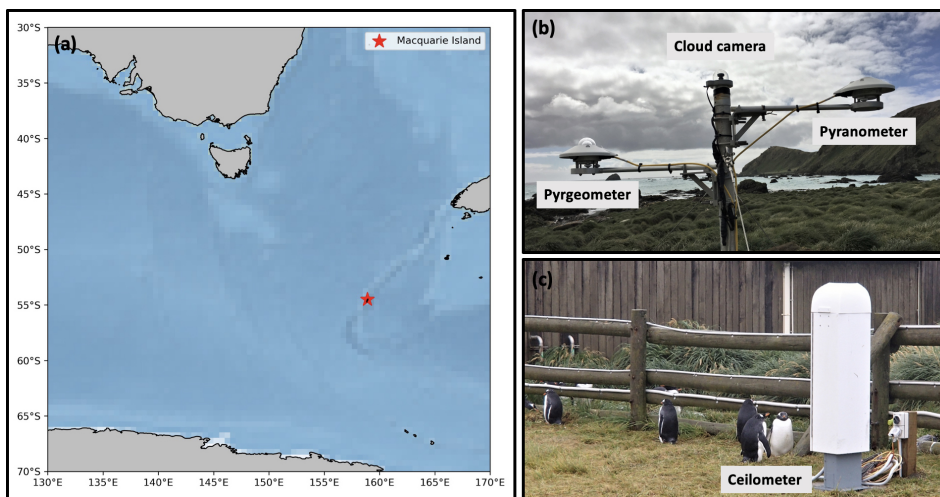 (a)
Macquarie Island
30°S
35°S
40°S
45°S
50°S
55°S
60°S
65°S
70°S
130°E
135°E
140°E
145°E
150°E
155°E
160°E
165°E
170°E
(b)
Cloud camera
Pyranometer
Pyrgeometer
(c)
Ceilometer